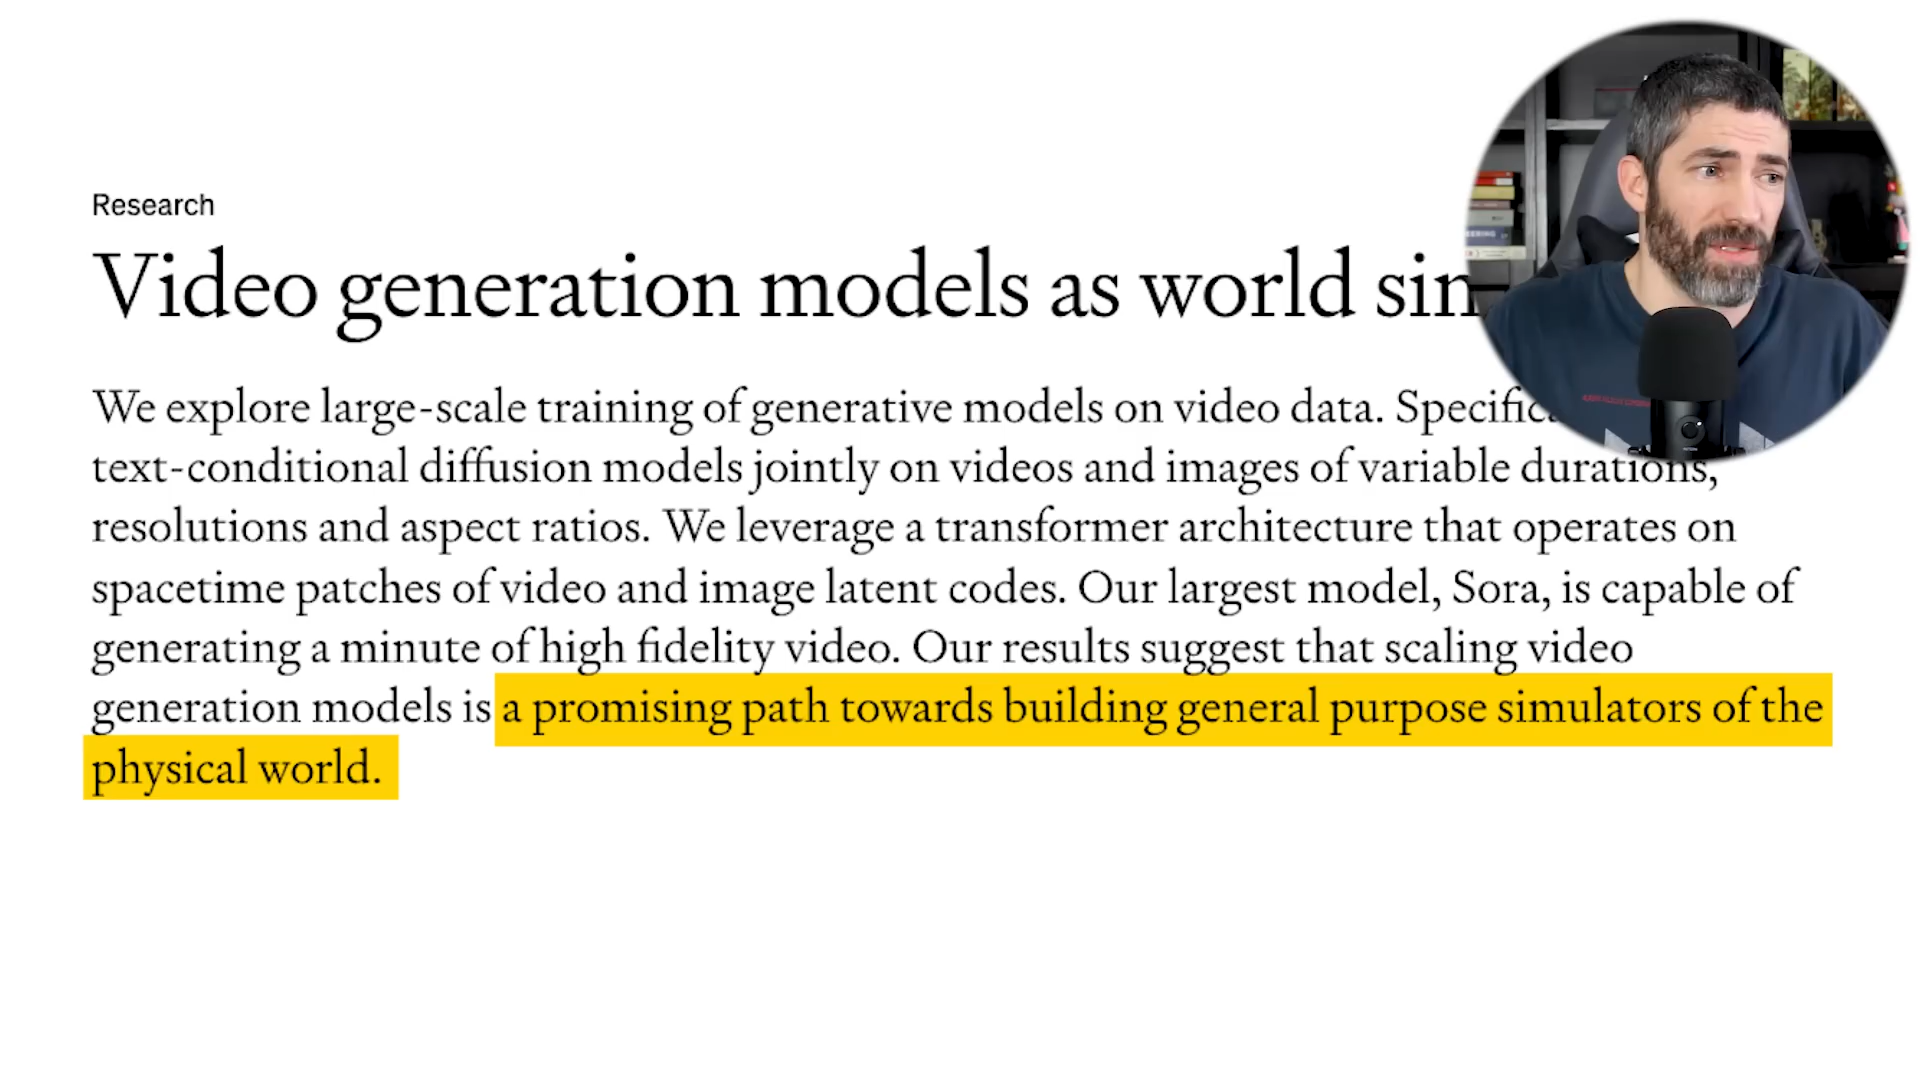 Research
Video generation models as world
We explore large-scale training of generative models on video data.
text-conditional diffusion models jointly on videos and images of variable durations,
resolutions and aspect ratios. We leverage a transformer architecture that operates on
spacetime patches of video and image latent codes. Our largest model, Sora, is capable of
generating a minute of high fidelity video. Our results suggest that scaling video
generation models is a promising path towards building general purpose simulators of the
physical world.